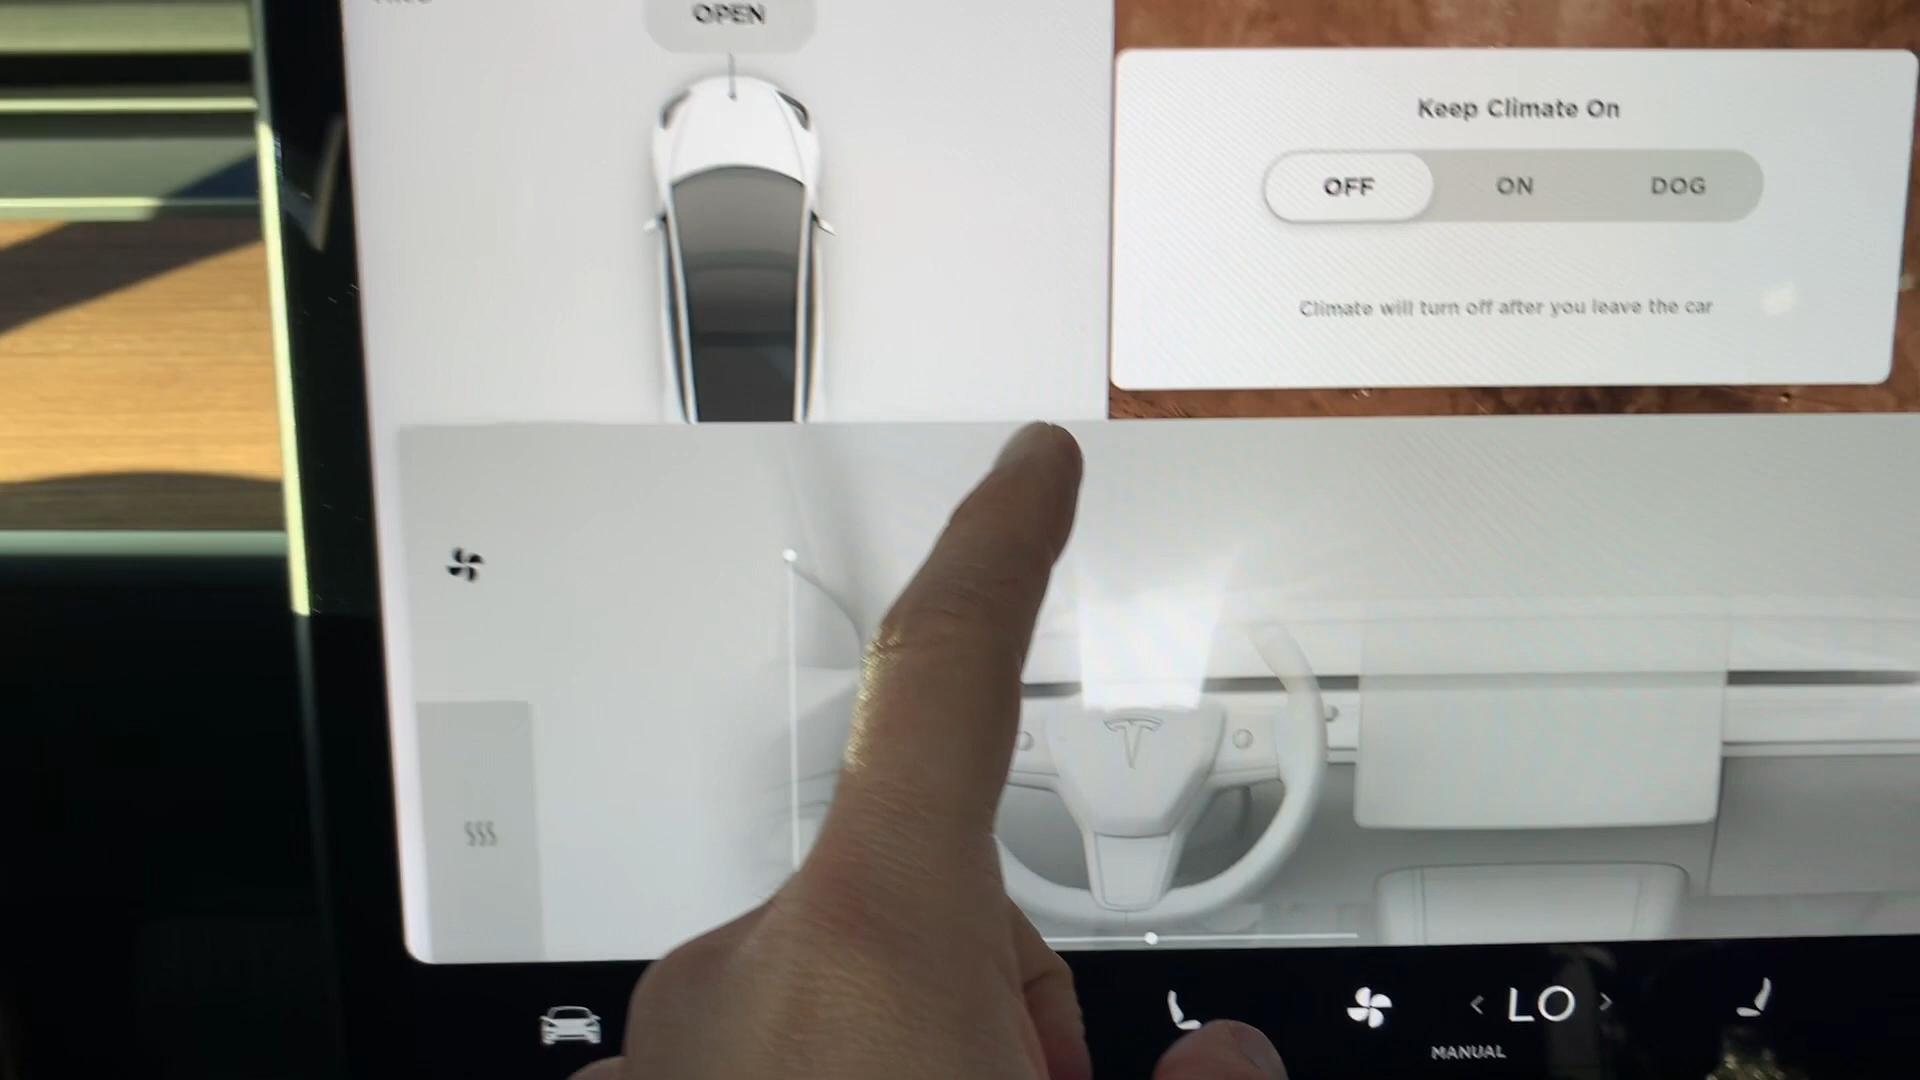 OPEN
Keep Climate On
OFF ON DOG
Climate will turn off after you leave the car
LO
MANUAL